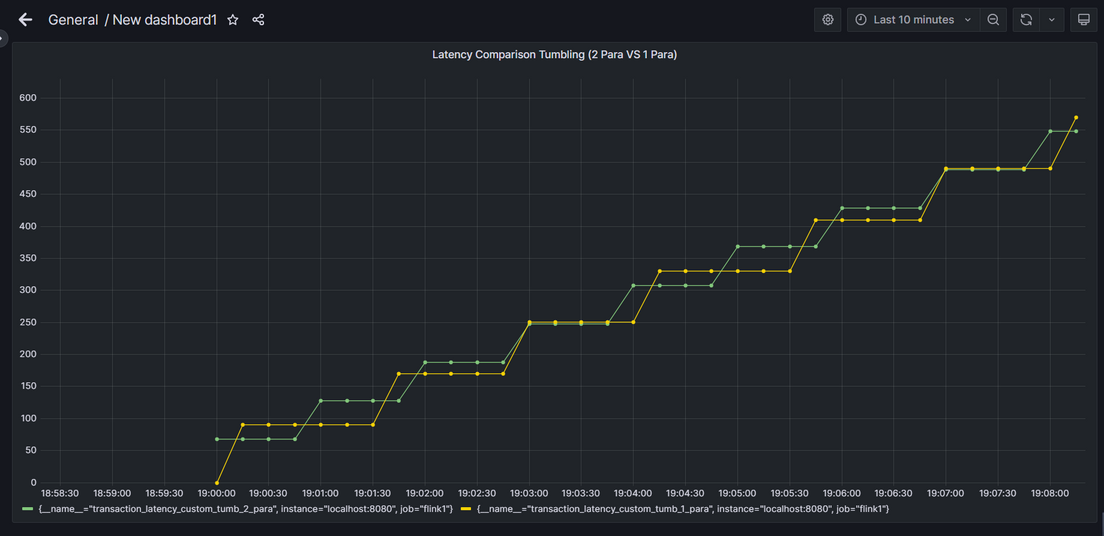 General / New dashboard1
Last 10 minutes
Latency Comparison Tumbling (2 Para VS 1 Para)
600
550
500
450
400
350
300
250
200
150
100
50
0
18:58:30 18:59:00 18:59:30 19:00:00 19:00:30 19:01:00 19:01:30 19:02:00 19:02:30 19:03:00 19:03:30 19:04:00 19:04:30 19:05:00 19:05:30 19:06:00 19:06:30 19:07:00 19:07:30 19:08:00
{__name__="transaction_latency_custom_tumb_2_para", instance="localhost:8080", job="flink1"} {__name__="transaction_latency_custom_tumb_1_para", instance="localhost:8080", job="flink1"}